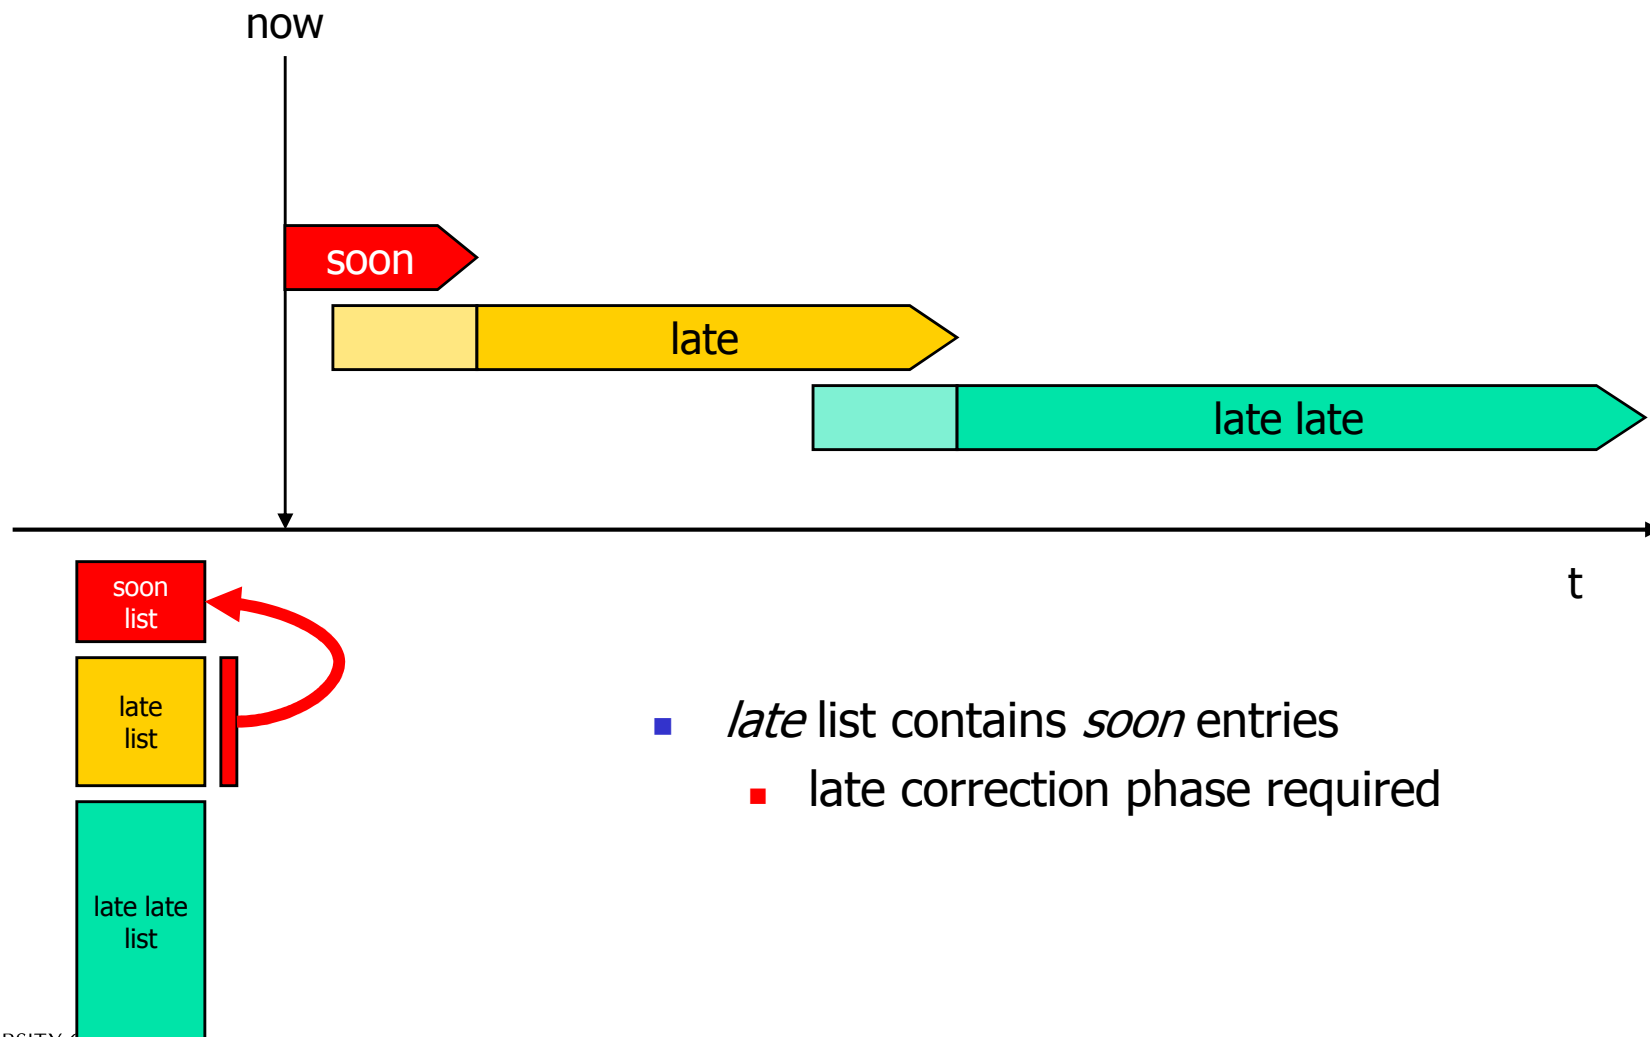 now
soon
late
late late
t
soon
list
late
list
late late
list
late list contains soon entries
late correction phase required